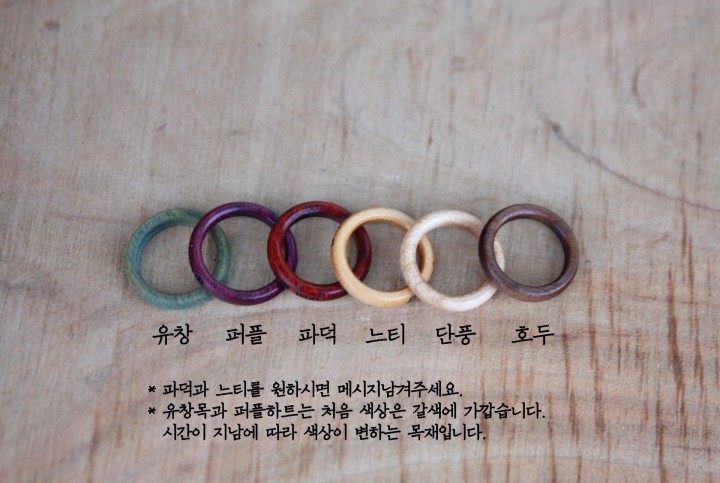 유창 퍼플 파덕 느티 단풍 호두
* 파덕과 느티를 원하시면 메시지남겨주세요.
* 유창목과 퍼플하트는 처음 색상은 갈색에 가깝습니다.
시간이 지남에 따라 색상이 변하는 목재입니다.